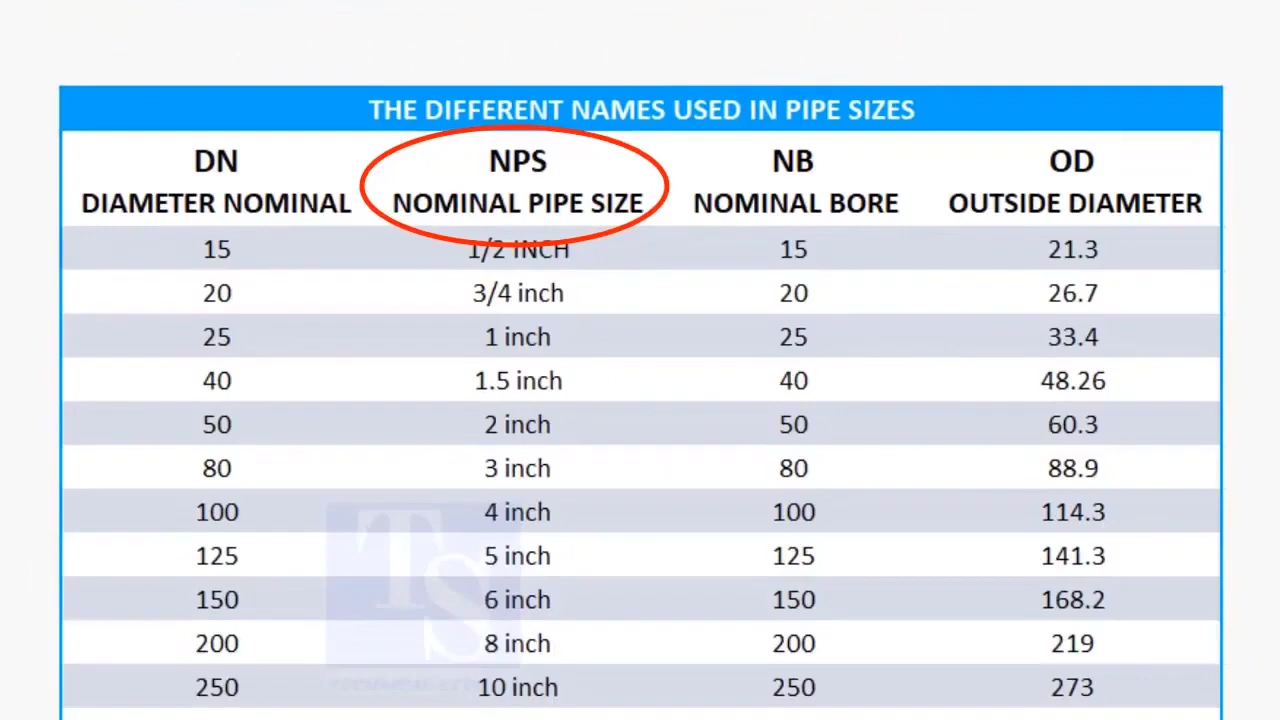 THE DIFFERENT NAMES USED IN PIPE SIZES
DN NPS NB OD
DIAMETER NOMINAL NOMINAL PIPE SIZE NOMINAL BORE OUTSIDE DIAMETER
15 1/2 INCH 15 21.3
20 3/4 inch 20 26.7
25 1 inch 25 33.4
40 1.5 inch 40 48.26
50 2 inch 50 60.3
80 3 inch 80 88.9
100 4 inch 100 114.3
125 5 inch 125 141.3
150 6 inch 150 168.2
200 8 inch 200 219
250 10 inch 250 273
TS